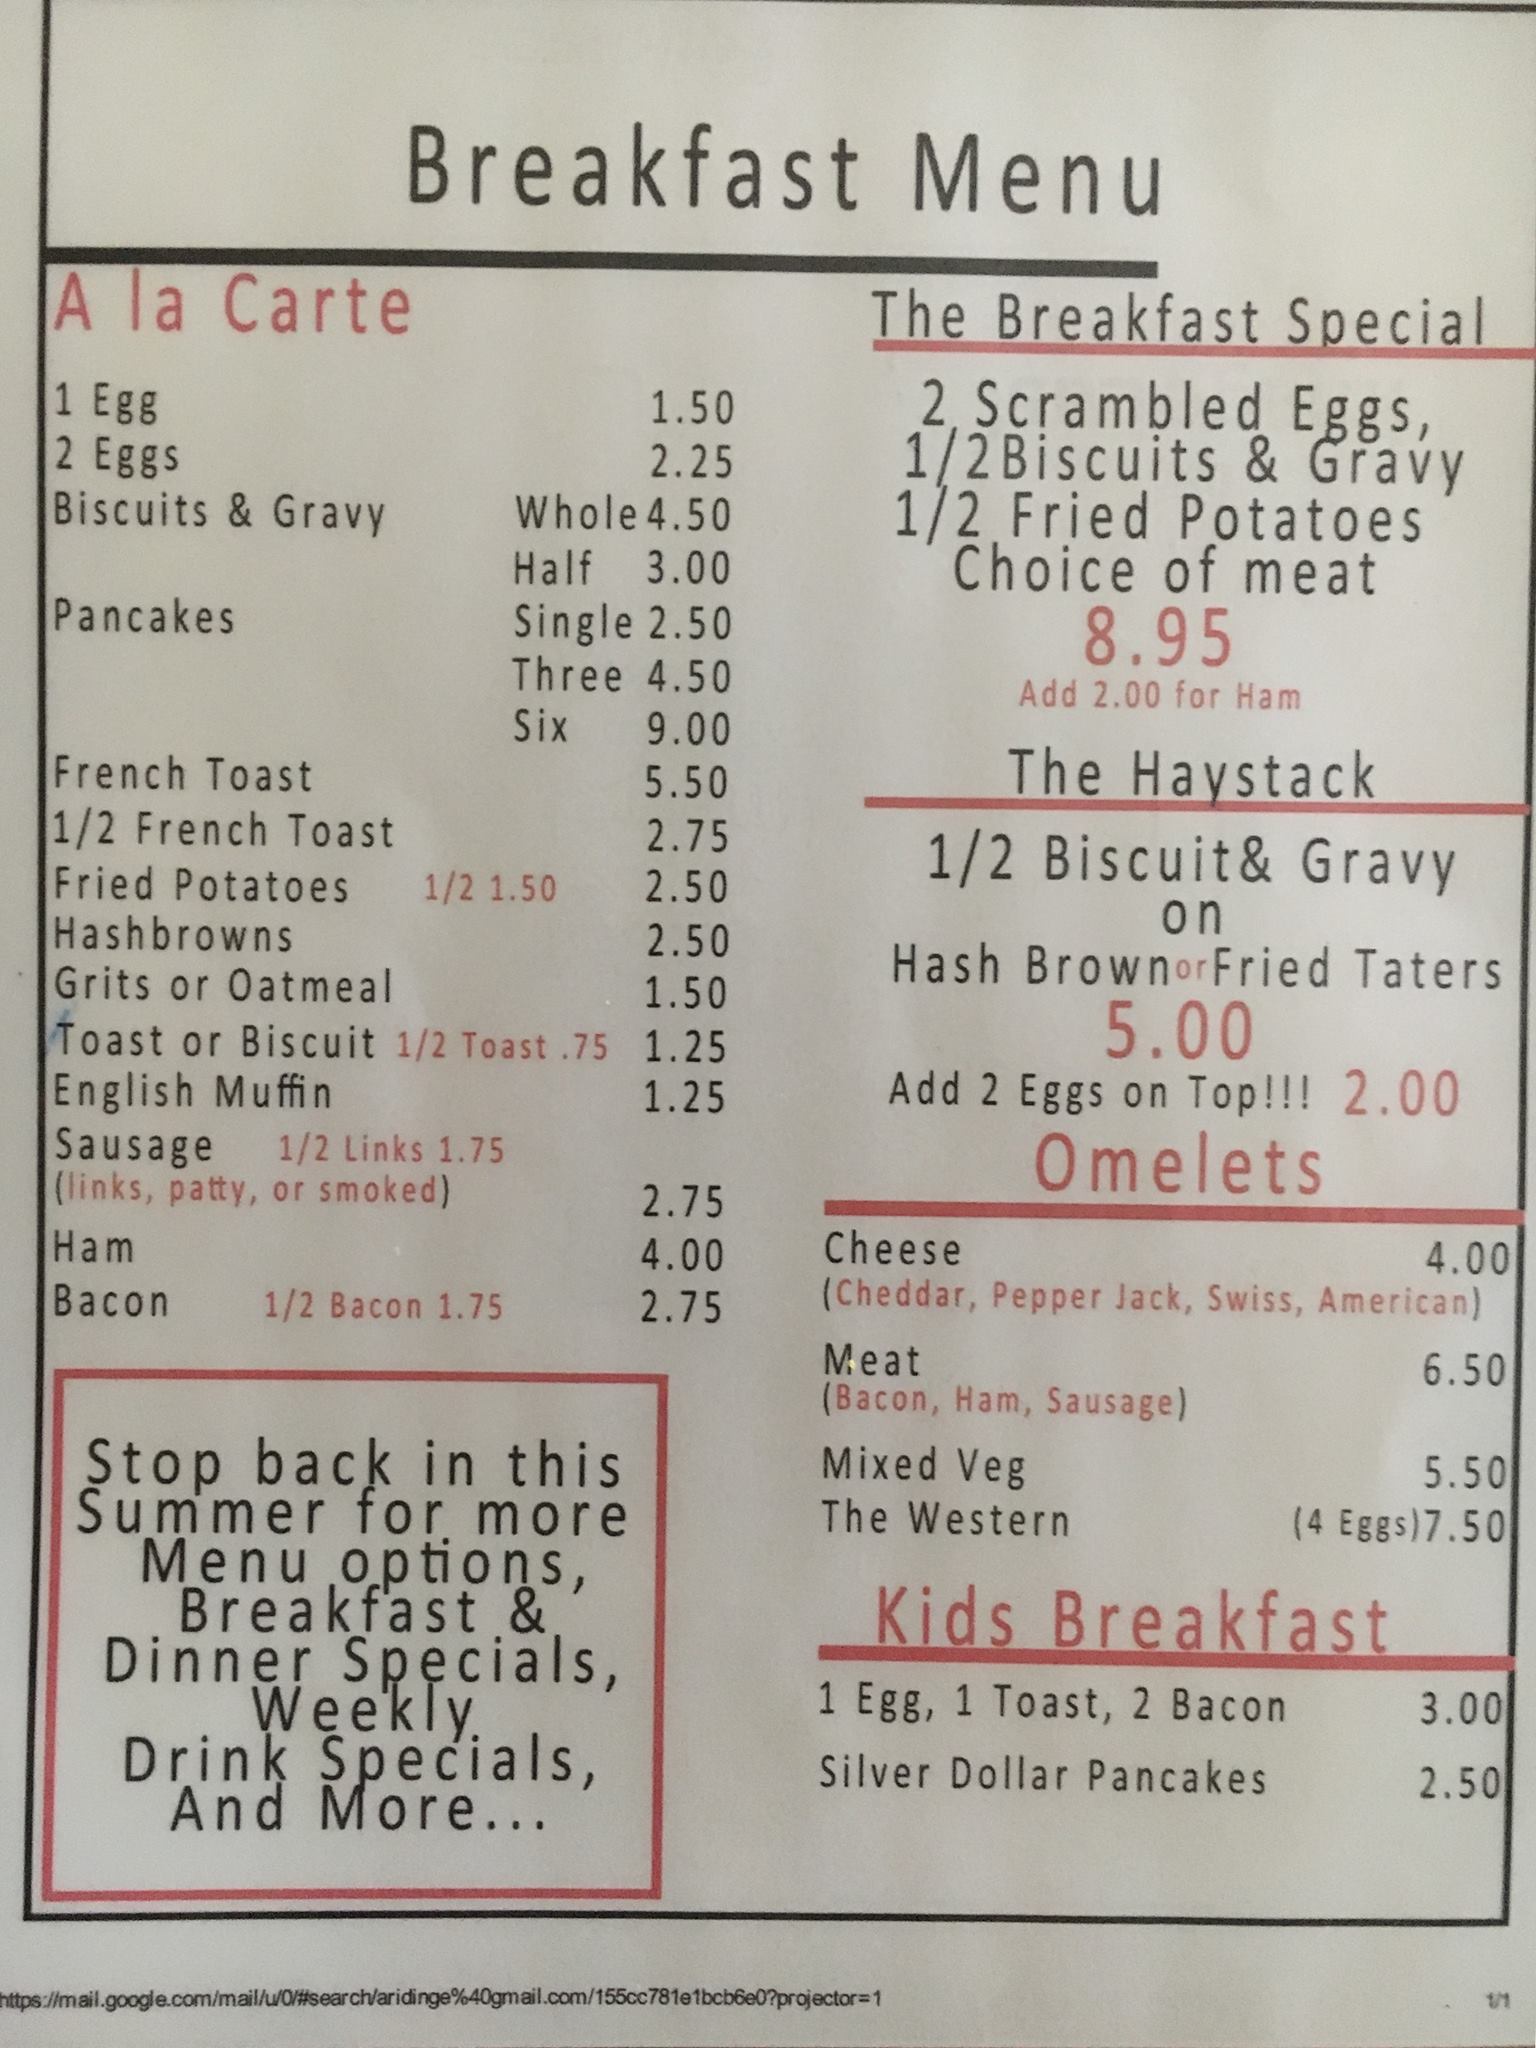 Breakfast Menu
A la Carte
1 Egg 1.50
2 Eggs 2.25
Biscuits & Gravy Whole 4.50
Half 3.00
Pancakes Single 2.50
Three 4.50
Six 9.00
French Toast 5.50
1/2 French Toast 2.75
Fried Potatoes 1/2 1.50 2.50
Hashbrowns 2.50
Grits or Oatmeal 1.50
Toast or Biscuit 1/2 Toast .75 1.25
English Muffin 1.25
Sausage 1/2 Links 1.75
(links, patty, or smoked) 2.75
Ham 4.00
Bacon 1/2 Bacon 1.75 2.75
Stop back in this
Summer for more
Menu options,
Breakfast &
Dinner Specials,
Weekly
Drink Specials,
And More...
The Breakfast Special
2 Scrambled Eggs,
1/2Biscuits & Gravy
1/2 Fried Potatoes
Choice of meat
8.95
Add 2.00 for Ham
The Haystack
1/2 Biscuit& Gravy
on
Hash Brown or Fried Taters
5.00
Add 2 Eggs on Top!!! 2.00
Omelets
Cheese 4.00
(Cheddar, Pepper Jack, Swiss, American)
Meat 6.50
(Bacon, Ham, Sausage)
Mixed Veg 5.50
The Western (4 Eggs)7.50
Kids Breakfast
1 Egg, 1 Toast, 2 Bacon 3.00
Silver Dollar Pancakes 2.50
https://mail.google.com/mail/u/0/#search/aridinge%40gmail.com/155cc781e1bcb6e0?projector=1 1/1